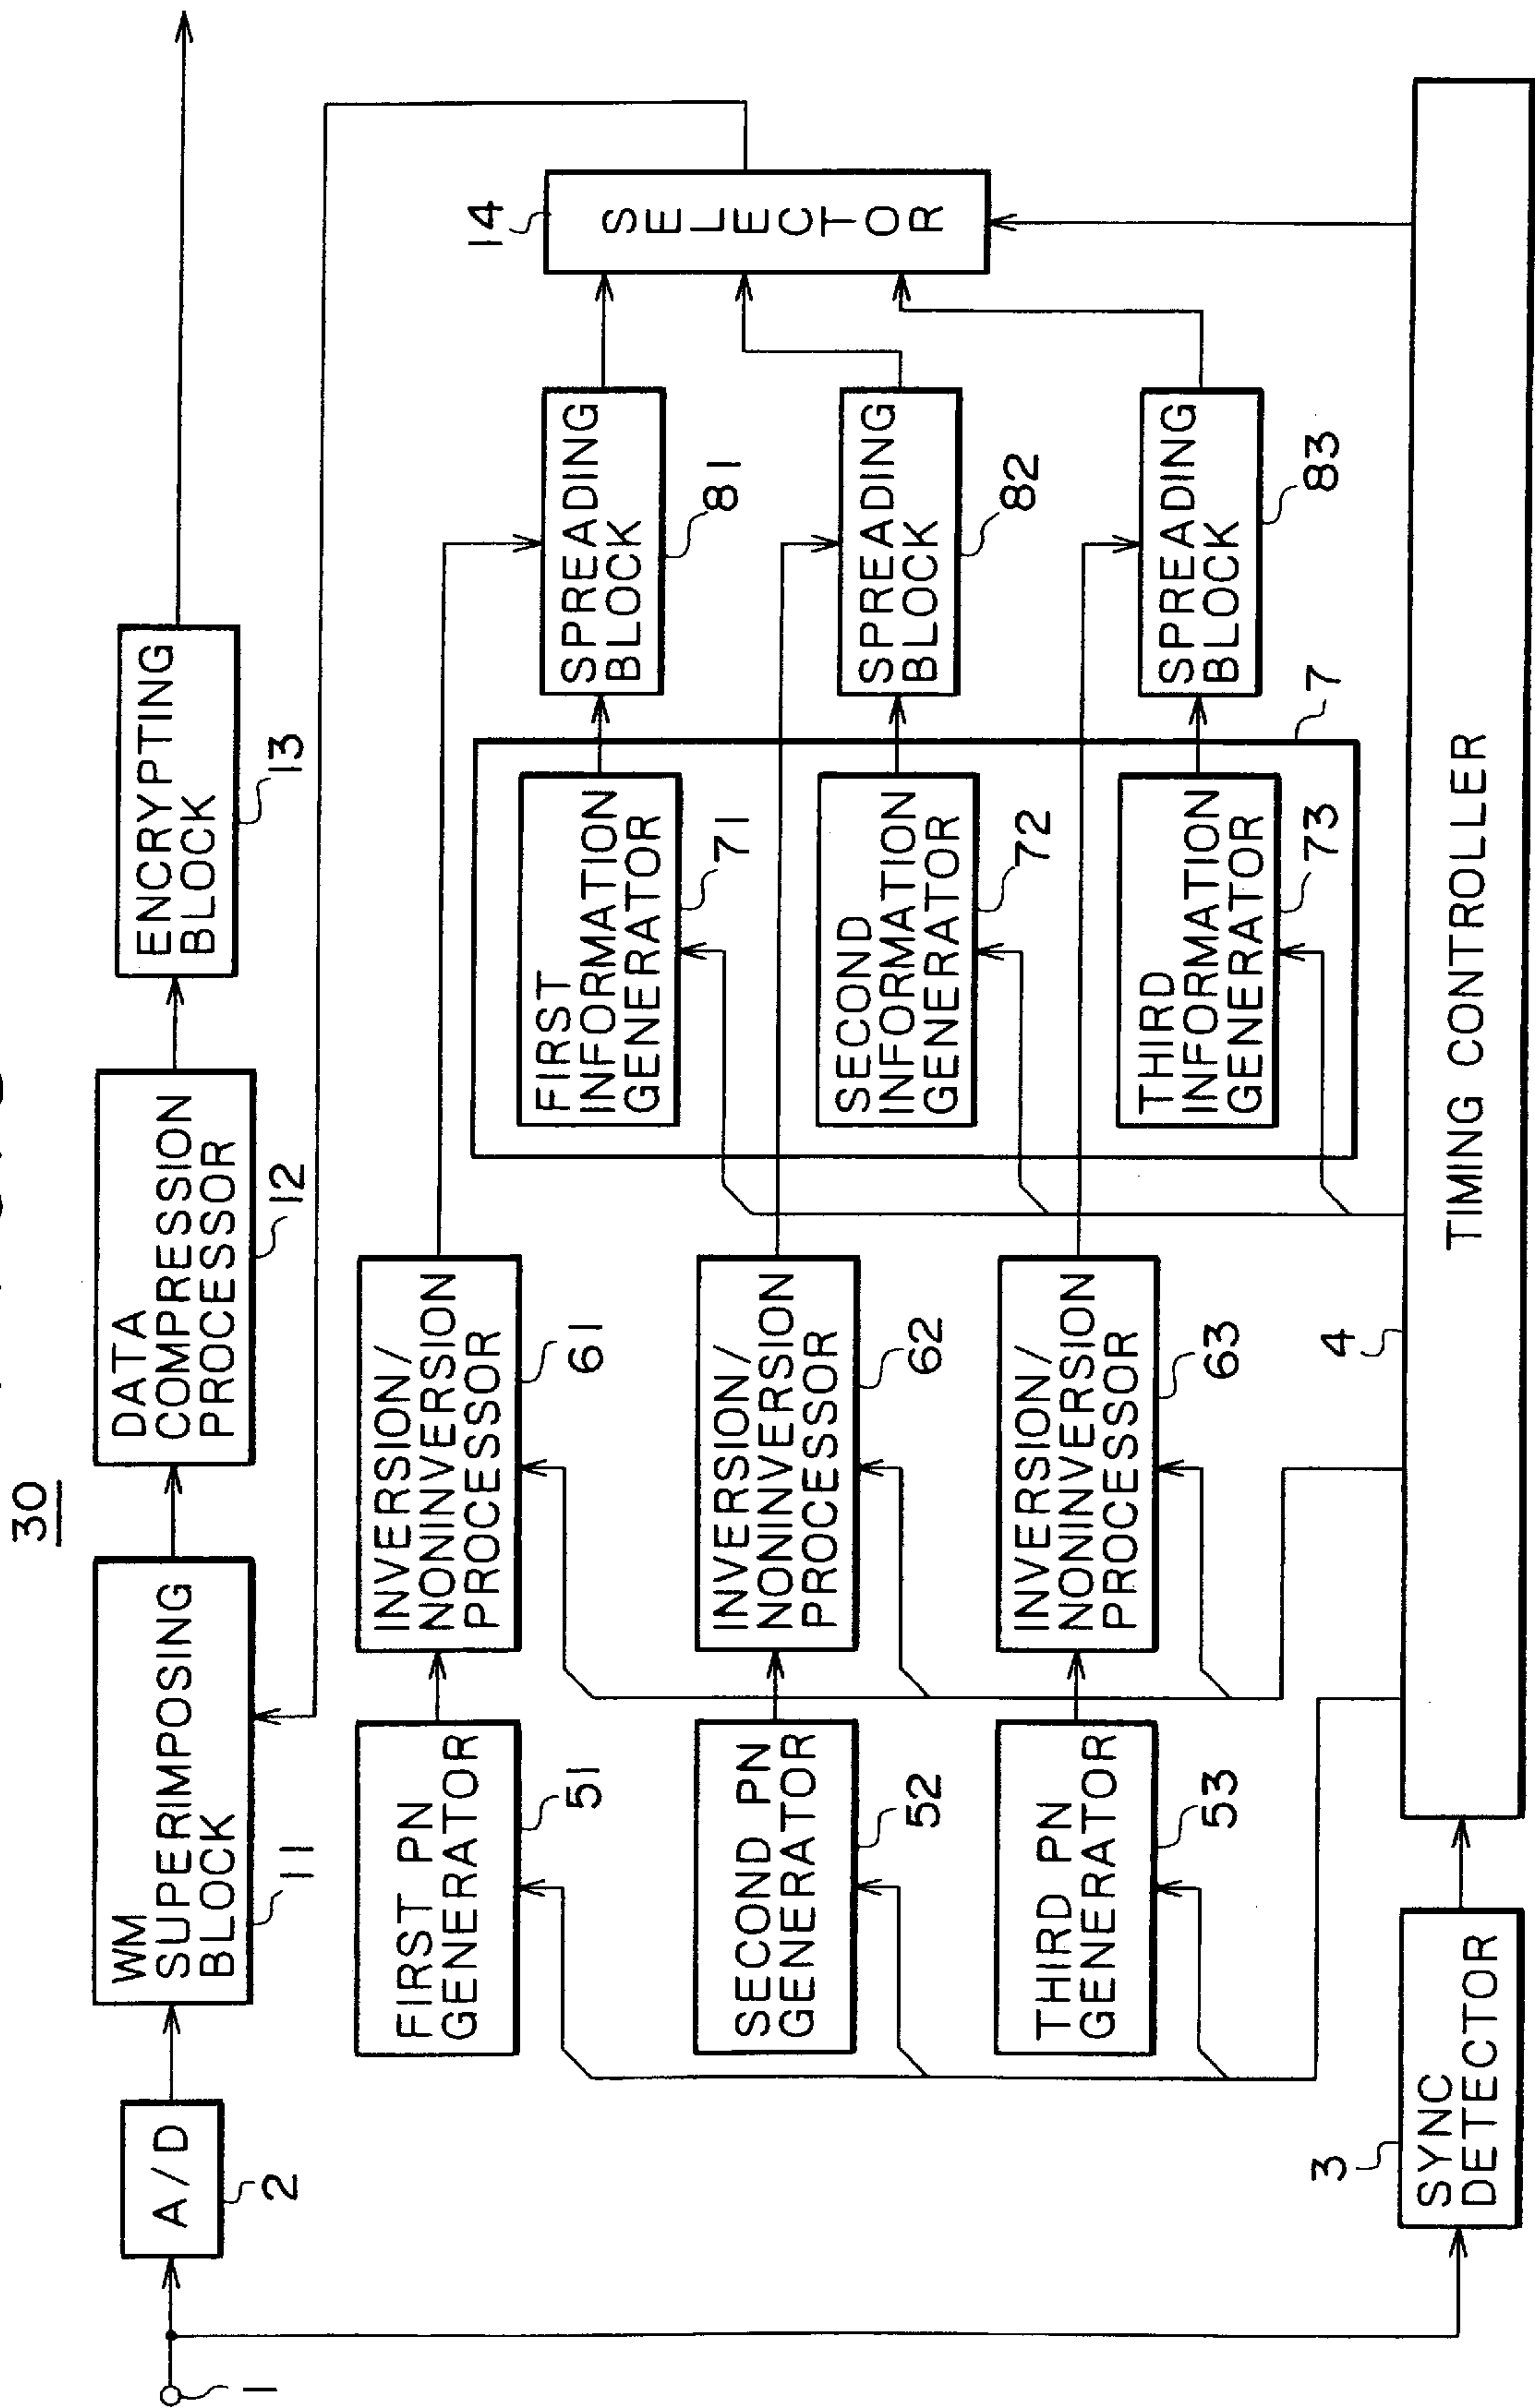 30
1
A/D
2
WM
SUPERIMPOSING
BLOCK
11
DATA
COMPRESSION
PROCESSOR
12
ENCRYPTING
BLOCK
13
FIRST PN
GENERATOR
51
INVERSION/
NONINVERSION
PROCESSOR
61
FIRST
INFORMATION
GENERATOR
71
SPREADING
BLOCK
81
14
SELECTOR
SECOND PN
GENERATOR
52
INVERSION/
NONINVERSION
PROCESSOR
62
SECOND
INFORMATION
GENERATOR
72
SPREADING
BLOCK
82
THIRD PN
GENERATOR
53
INVERSION/
NONINVERSION
PROCESSOR
63
THIRD
INFORMATION
GENERATOR
73
7
SPREADING
BLOCK
83
3
SYNC
DETECTOR
4
TIMING CONTROLLER